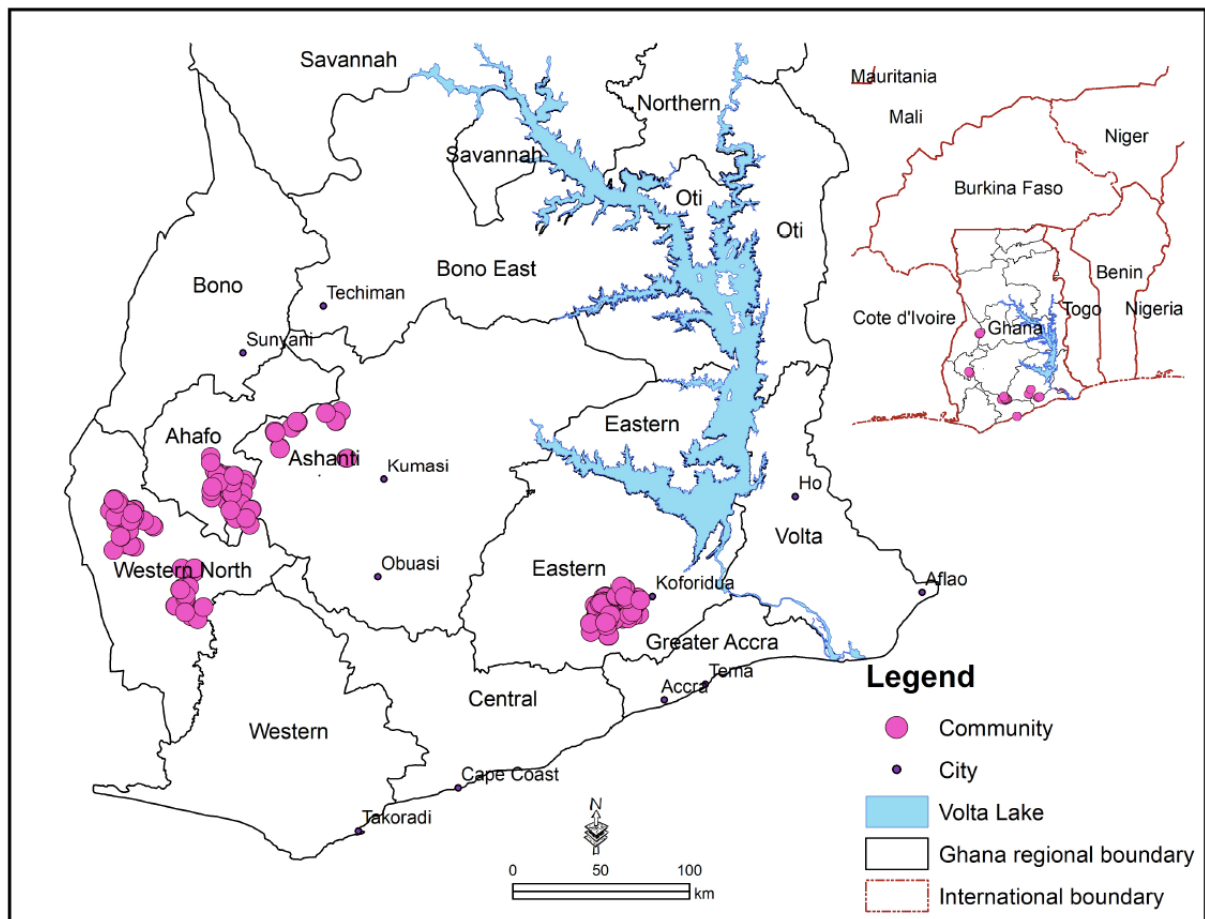 Savannah
Northern
Savannah
Oti
Oti
Bono East
Bono
Techiman
Sunyani
Ahafo
Ashanti
Kumasi
Eastern
Ho
Volta
Western North
Obuasi
Eastern
Koforidua
Aflao
Greater Accra
Tema
Accra
Central
Western
Cape Coast
Takoradi
Mauritania
Mali
Niger
Burkina Faso
Benin
Cote d'Ivoire
Ghana
Togo
Nigeria
N
0 50 100
km
Legend
Community
City
Volta Lake
Ghana regional boundary
International boundary